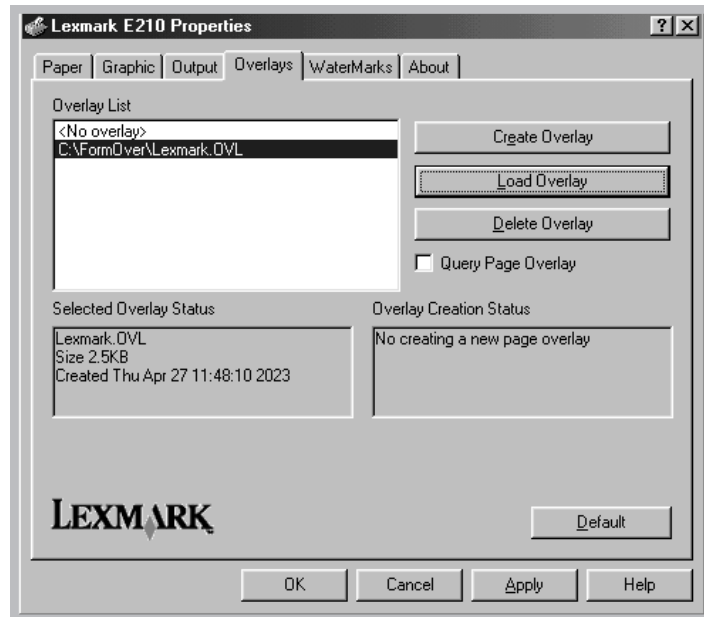 Lexmark E210 Properties
Paper Graphic Output Overlays WaterMarks About
Overlay List
<No overlay>
C:\FormOver\Lexmark.OVL
Create Overlay
Load Overlay
Delete Overlay
Query Page Overlay
Selected Overlay Status
Lexmark.OVL
Size 2.5KB
Created Thu Apr 27 11:48:10 2023
Overlay Creation Status
No creating a new page overlay
LEXMARK
Default
OK Cancel Apply Help